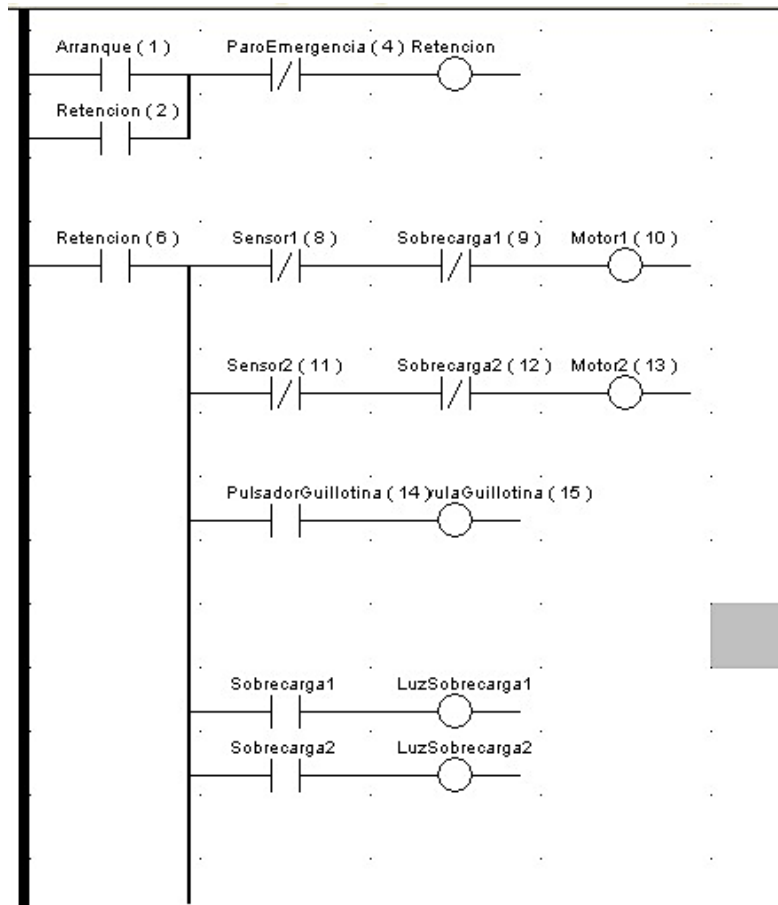 Arranque ( 1 ) ParoEmergencia ( 4 ) Retencion
Retencion ( 2 )
Retencion ( 6 ) Sensor1 ( 8 ) Sobrecarga1 ( 9 ) Motor1 ( 10 )
Sensor2 ( 11 ) Sobrecarga2 ( 12 ) Motor2 ( 13 )
PulsadorGuillotina ( 14 ) vulaGuillotina ( 15 )
Sobrecarga1 LuzSobrecarga1
Sobrecarga2 LuzSobrecarga2